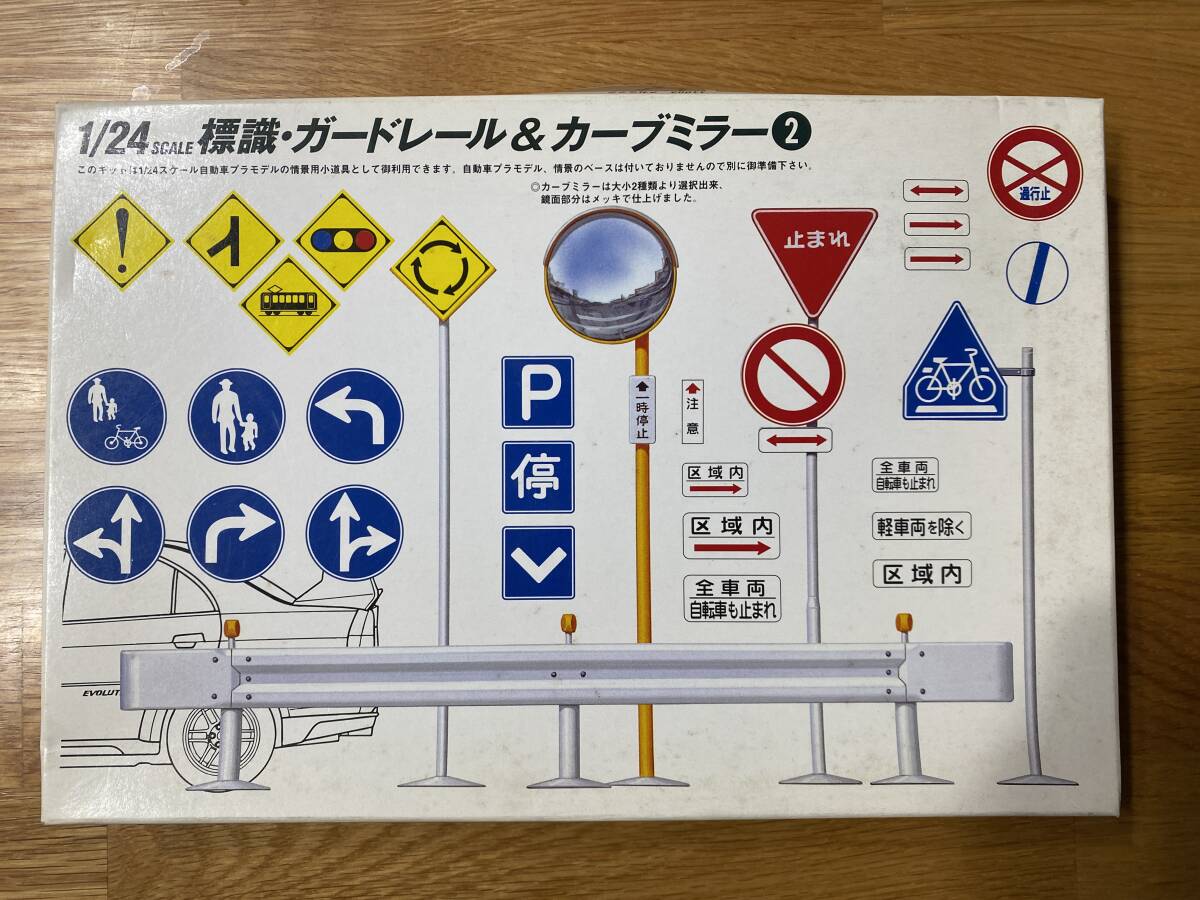 1/24 SCALE 標識・ガードレール&カーブミラー❷
このキットは1/24スケール自動車プラモデルの情景用小道具として御利用できます。自動車プラモデル、情景のベースは付いておりませんので別に御準備下さい。
◎カーブミラーは大小2種類より選択出来、
鏡面部分はメッキで仕上げました。
通行止
止まれ
P
停
一時停止
注意
区域内
区域内
全車両
自転車も止まれ
全車両
自転車も止まれ
軽車両を除く
区域内
EVOLUT